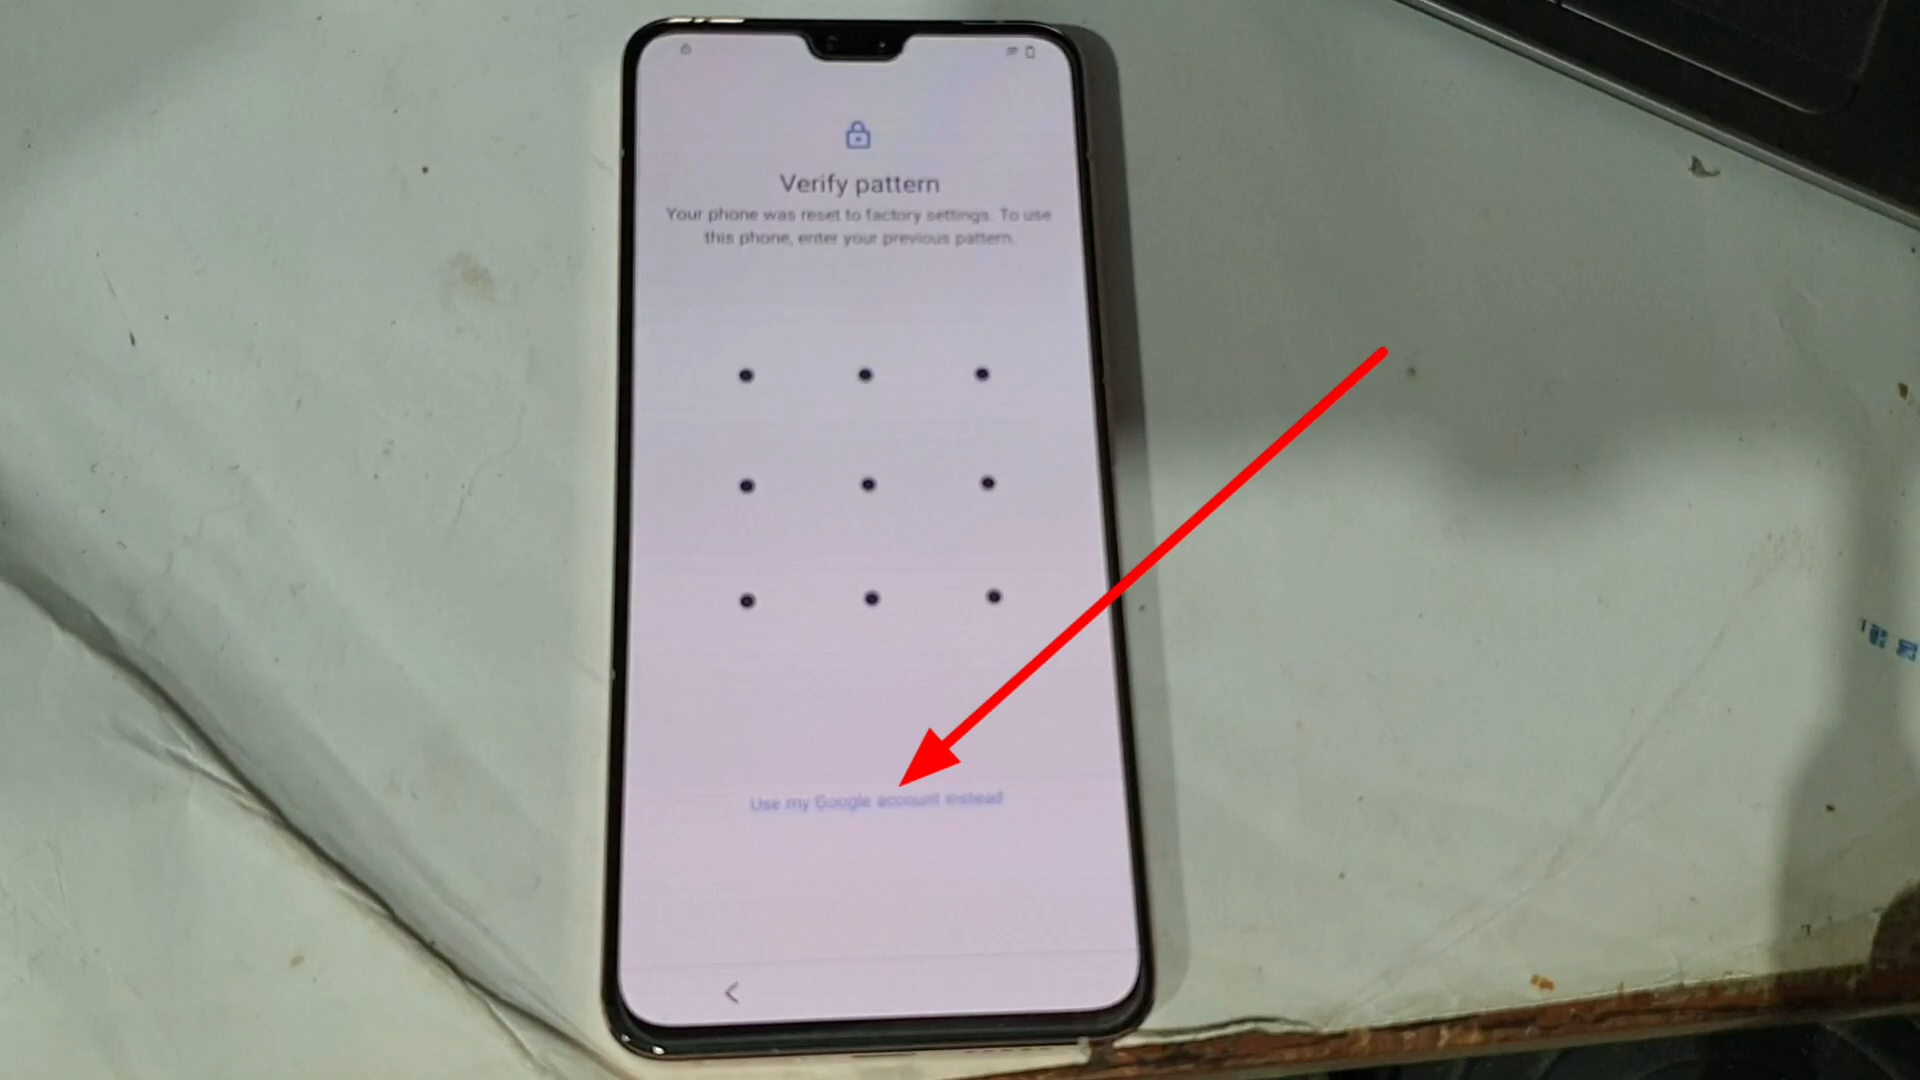 Verify pattern
Your phone was reset to factory settings. To use
this phone, enter your previous pattern.
Use my Google account instead